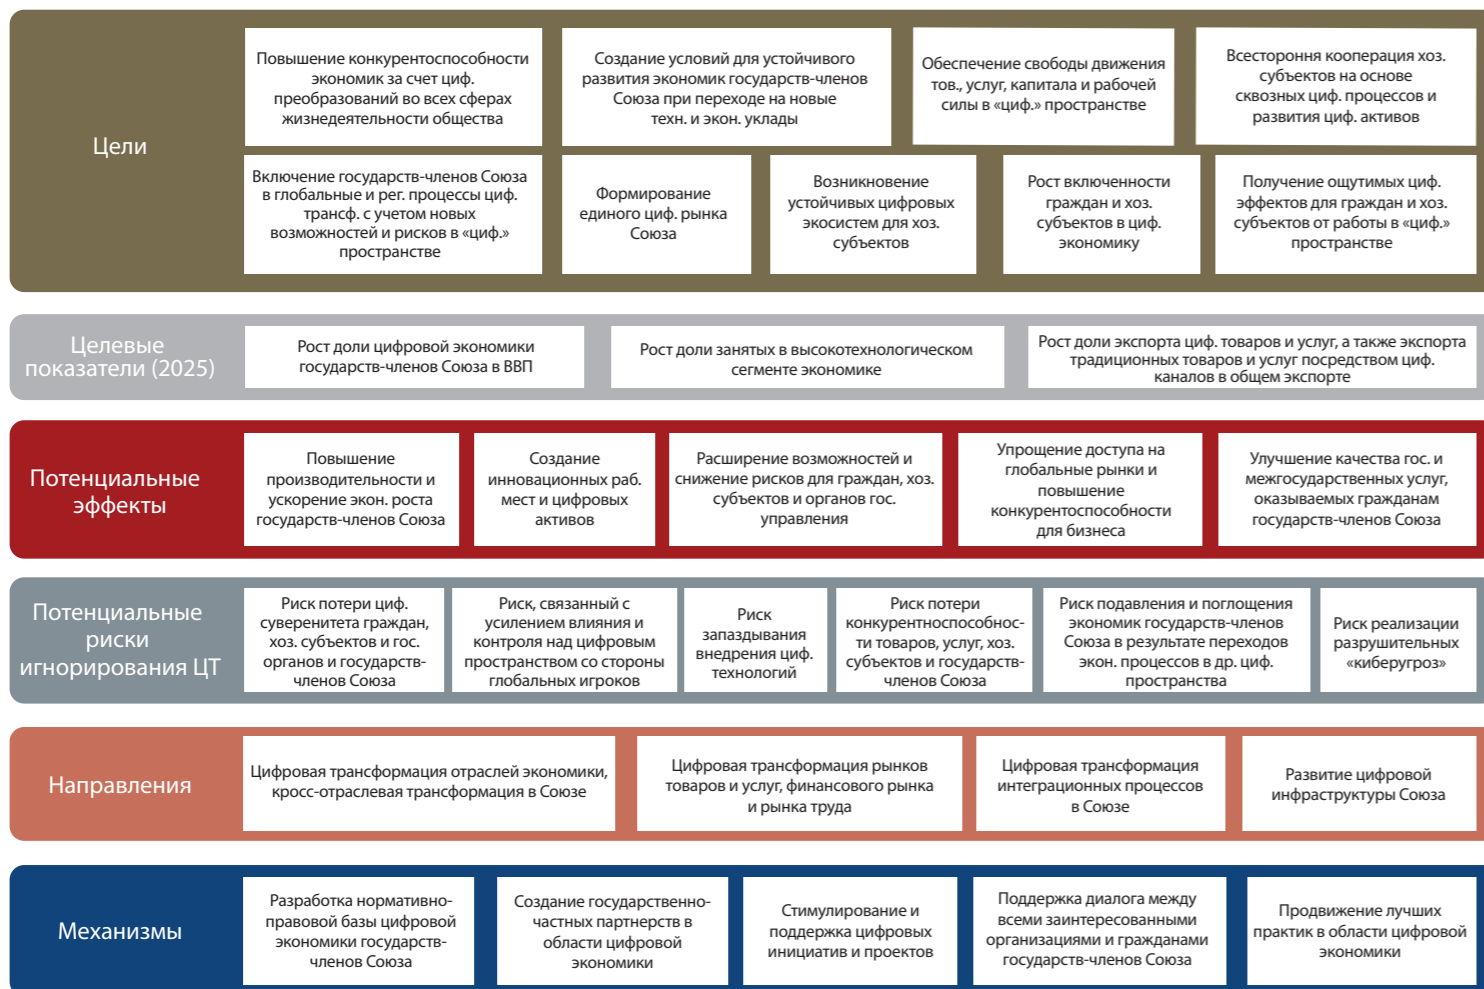 Цели
Повышение конкурентоспособности
экономик за счет циф.
преобразований во всех сферах
жизнедеятельности общества
Создание условий для устойчивого
развития экономик государств-членов
Союза при переходе на новые
техн. и экон. уклады
Обеспечение свободы движения
тов., услуг, капитала и рабочей
силы в «циф.» пространстве
Всестороння кооперация хоз.
субъектов на основе
сквозных циф. процессов и
развития циф. активов
Включение государств-членов Союза
в глобальные и рег. процессы циф.
трансф. с учетом новых
возможностей и рисков в «циф.»
пространстве
Формирование
единого циф. рынка
Союза
Возникновение
устойчивых цифровых
экосистем для хоз.
субъектов
Рост включенности
граждан и хоз.
субъектов в циф.
экономику
Получение ощутимых циф.
эффектов для граждан и хоз.
субъектов от работы в «циф.»
пространстве
Целевые
показатели (2025)
Рост доли цифровой экономики
государств-членов Союза в ВВП
Рост доли занятых в высокотехнологическом
сегменте экономике
Рост доли экспорта циф. товаров и услуг, а также экспорта
традиционных товаров и услуг посредством циф.
каналов в общем экспорте
Потенциальные
эффекты
Повышение
производительности и
ускорение экон. роста
государств-членов Союза
Создание
инновационных раб.
мест и цифровых
активов
Расширение возможностей и
снижение рисков для граждан, хоз.
субъектов и органов гос.
управления
Упрощение доступа на
глобальные рынки и
повышение
конкурентоспособности
для бизнеса
Улучшение качества гос. и
межгосударственных услуг,
оказываемых гражданам
государств-членов Союза
Потенциальные
риски
игнорирования ЦТ
Риск потери циф.
суверенитета граждан,
хоз. субъектов и гос.
органов и государств-
членов Союза
Риск, связанный с
усилением влияния и
контроля над цифровым
пространством со стороны
глобальных игроков
Риск
запаздывания
внедрения циф.
технологий
Риск потери
конкурентноспособнос-
ти товаров, услуг, хоз.
субъектов и государств-
членов Союза
Риск подавления и поглощения
экономик государств-членов
Союза в результате переходов
экон. процессов в др. циф.
пространства
Риск реализации
разрушительных
«киберугроз»
Направления
Цифровая трансформация отраслей экономики,
кросс-отраслевая трансформация в Союзе
Цифровая трансформация рынков
товаров и услуг, финансового рынка
и рынка труда
Цифровая трансформация
интеграционных процессов
в Союзе
Развитие цифровой
инфраструктуры Союза
Механизмы
Разработка нормативно-
правовой базы цифровой
экономики государств-
членов Союза
Создание государственно-
частных партнерств в
области цифровой
экономики
Стимулирование и
поддержка цифровых
инициатив и проектов
Поддержка диалога между
всеми заинтересованными
организациями и гражданами
государств-членов Союза
Продвижение лучших
практик в области цифровой
экономики